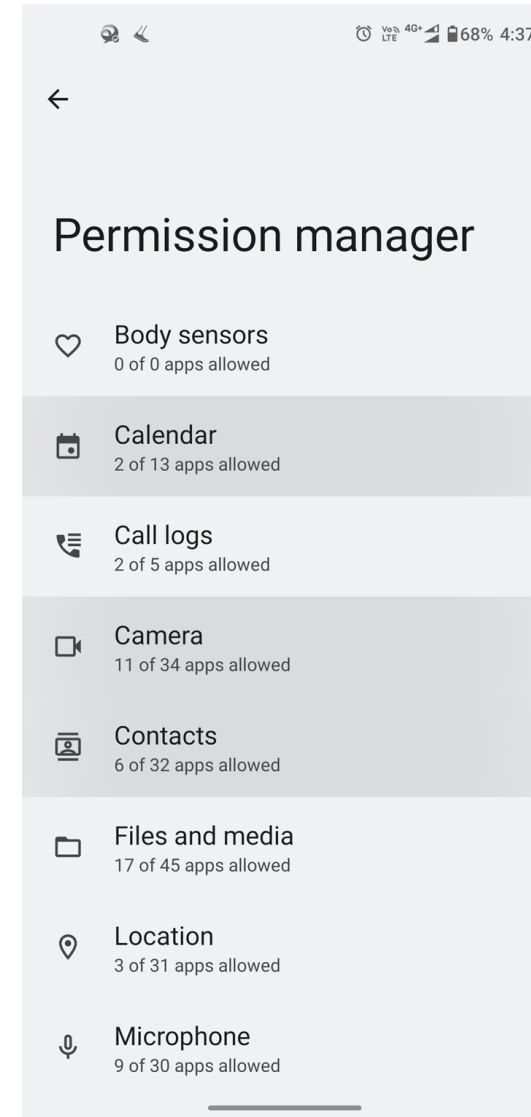 Vo))
LTE 4G+ 68% 4:37
Permission manager
Body sensors
0 of 0 apps allowed
Calendar
2 of 13 apps allowed
Call logs
2 of 5 apps allowed
Camera
11 of 34 apps allowed
Contacts
6 of 32 apps allowed
Files and media
17 of 45 apps allowed
Location
3 of 31 apps allowed
Microphone
9 of 30 apps allowed